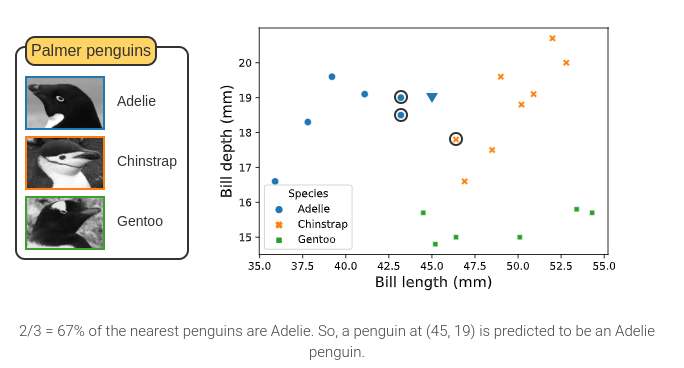 Palmer penguins
Adelie
Chinstrap
Gentoo
Bill depth (mm)
20
19
18
17
16
15
Species
Adelie
Chinstrap
Gentoo
35.0 37.5 40.0 42.5 45.0 47.5 50.0 52.5 55.0
Bill length (mm)
2/3 = 67% of the nearest penguins are Adelie. So, a penguin at (45, 19) is predicted to be an Adelie
penguin.